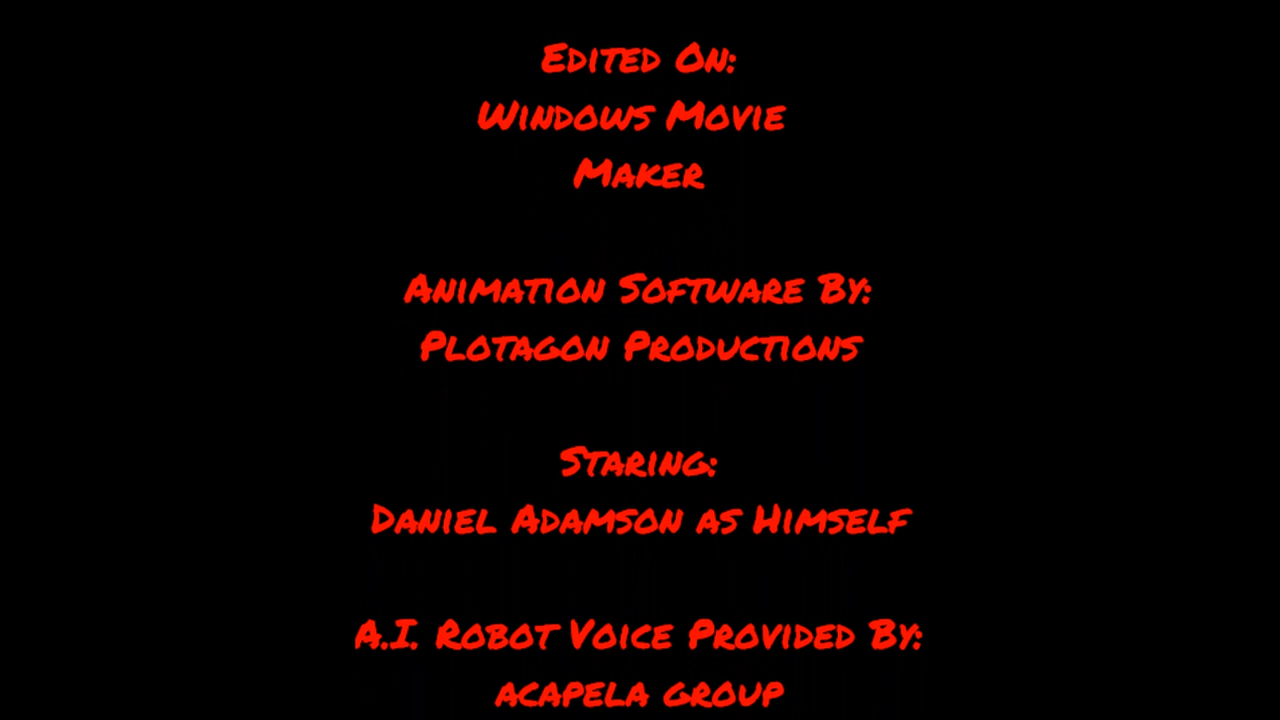 Edited On:
Windows Movie
Maker
Animation Software By:
Plotagon Productions
Staring:
Daniel Adamson as Himself
A.I. Robot Voice Provided By:
acapela group